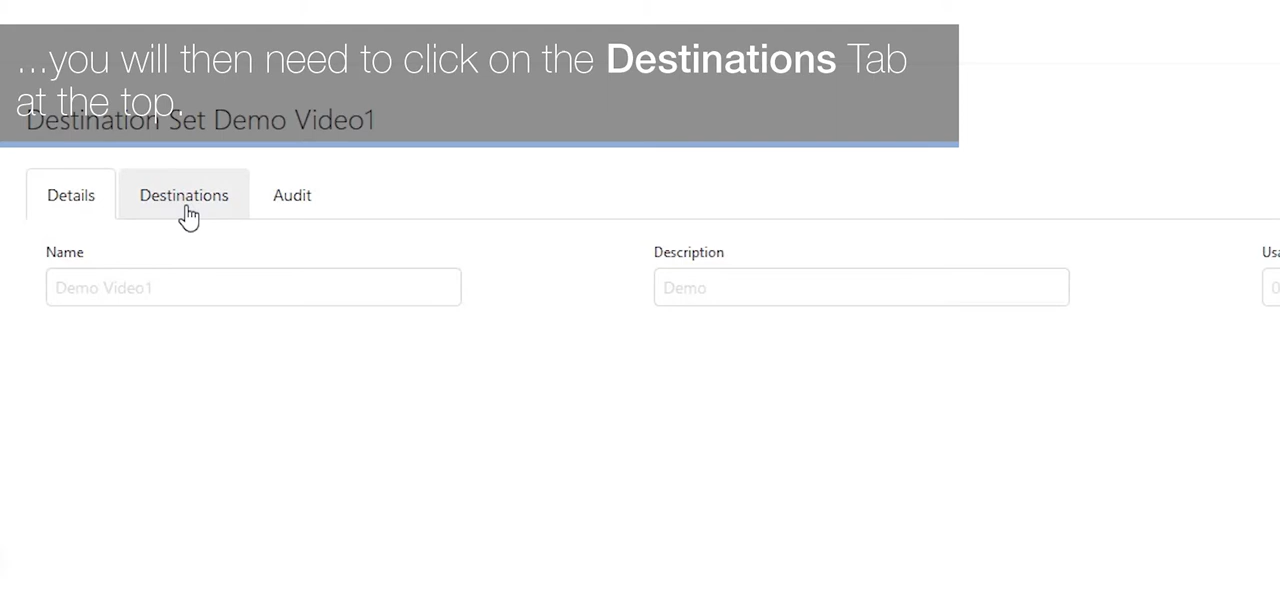 ...you will then need to click on the Destinations Tab
at the top.
Destination Set Demo Video1
Details Destinations Audit
Name Description
Demo Video1 Demo 0